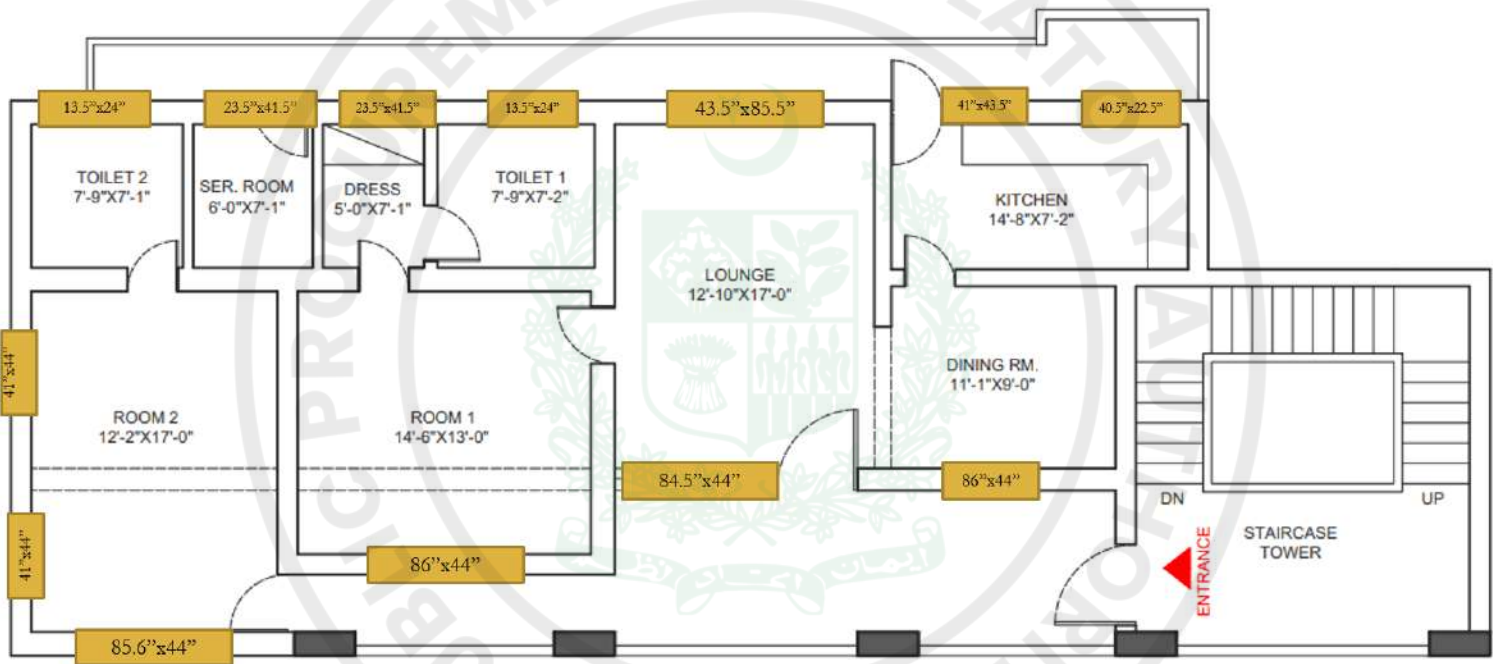 13.5”x24”
23.5”x41.5”
23.5”x41.5”
13.5”x24”
43.5”x85.5”
41”x43.5”
40.5”x22.5”
TOILET 2
7'-9"X7'-1"
SER. ROOM
6'-0"X7'-1"
DRESS
5'-0"X7'-1"
TOILET 1
7'-9"X7'-2"
KITCHEN
14'-8"X7'-2"
LOUNGE
12'-10"X17'-0"
41”x44”
DINING RM.
11'-1"X9'-0"
ROOM 2
12'-2"X17'-0"
ROOM 1
14'-6"X13'-0"
84.5”x44”
86”x44”
DN
UP
STAIRCASE
TOWER
ENTRANCE
41”x44”
86”x44”
85.6”x44”
PUBLIC PROCUREMENT REGULATORY AUTHORITY